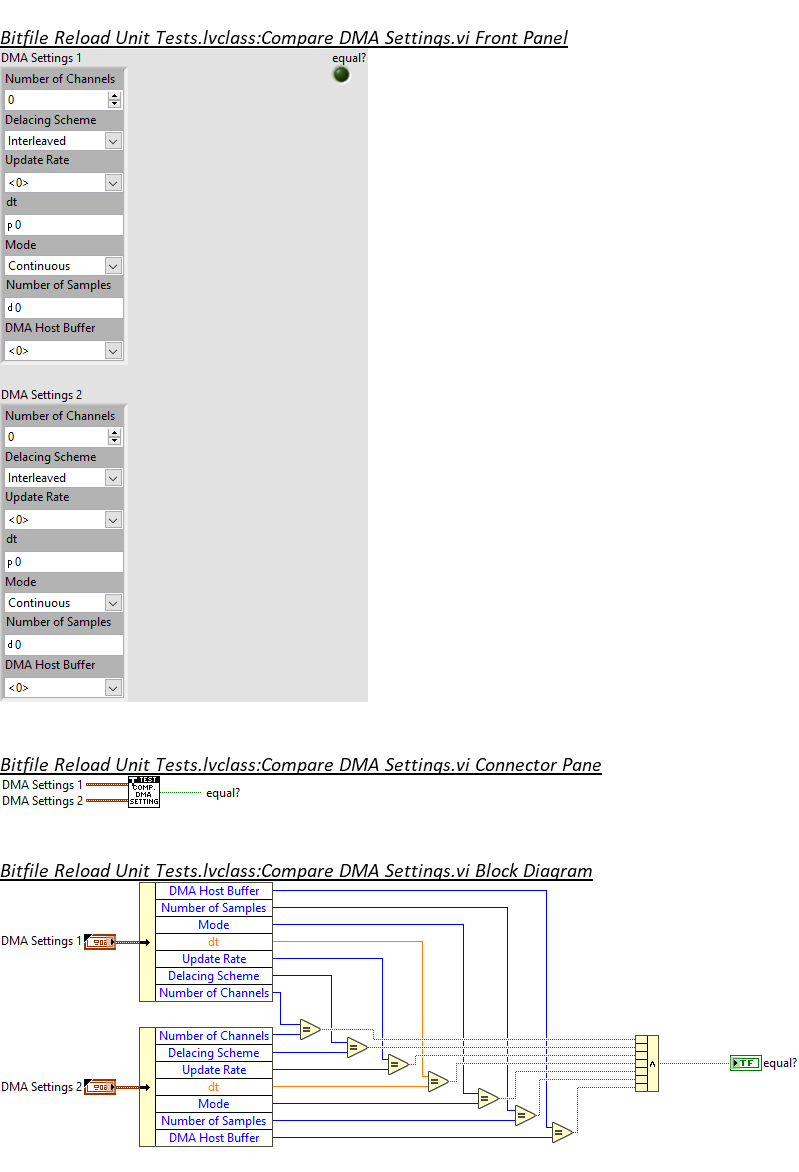 Bitfile Reload Unit Tests.lvclass:Compare DMA Settings.vi Front Panel
DMA Settings 1
equal?
Number of Channels
0
Delacing Scheme
Interleaved
Update Rate
<0>
dt
p 0
Mode
Continuous
Number of Samples
d 0
DMA Host Buffer
<0>
DMA Settings 2
Number of Channels
0
Delacing Scheme
Interleaved
Update Rate
<0>
dt
p 0
Mode
Continuous
Number of Samples
d 0
DMA Host Buffer
<0>
Bitfile Reload Unit Tests.lvclass:Compare DMA Settings.vi Connector Pane
DMA Settings 1
DMA Settings 2
TEST
COMP.
DMA
SETTING
equal?
Bitfile Reload Unit Tests.lvclass:Compare DMA Settings.vi Block Diagram
DMA Settings 1
DMA Host Buffer
Number of Samples
Mode
dt
Update Rate
Delacing Scheme
Number of Channels
DMA Settings 2
Number of Channels
Delacing Scheme
Update Rate
dt
Mode
Number of Samples
DMA Host Buffer
=
=
=
=
=
=
=
TF
equal?